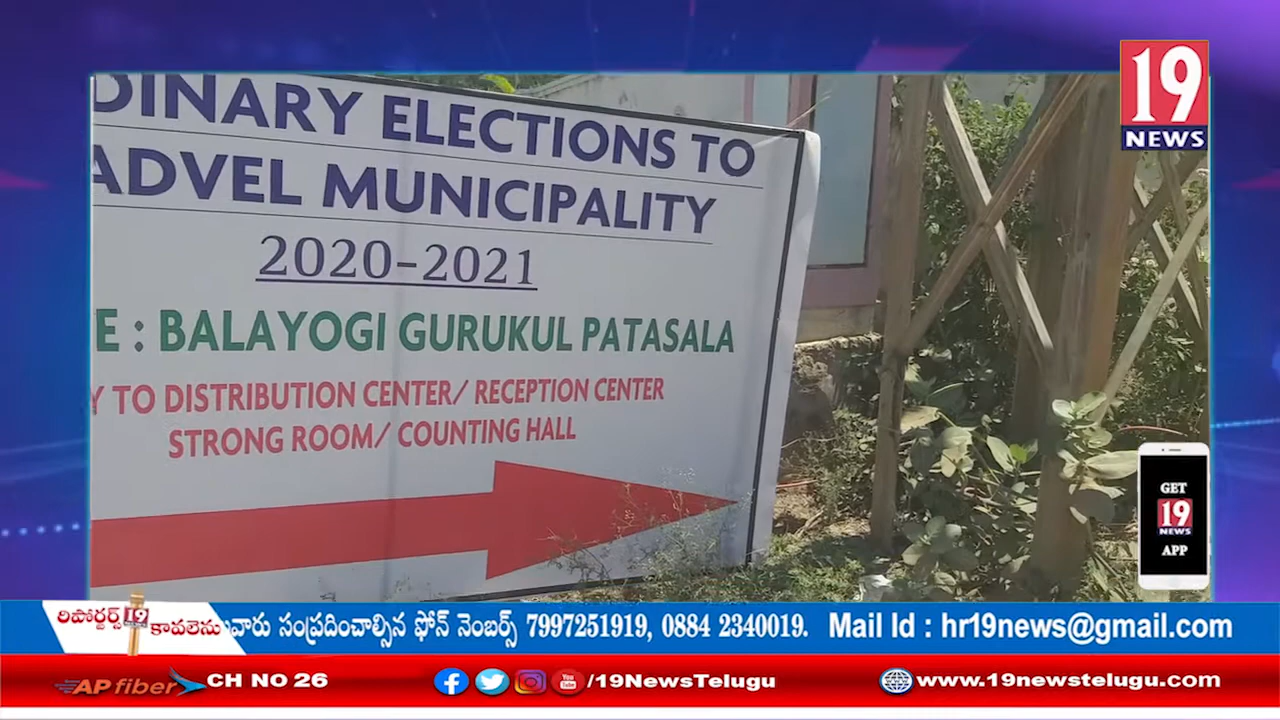 DINARY ELECTIONS TO
ADVEL MUNICIPALITY
2020-2021
E : BALAYOGI GURUKUL PATASALA
Y TO DISTRIBUTION CENTER/ RECEPTION CENTER
STRONG ROOM/ COUNTING HALL
19
NEWS
GET
19
NEWS
APP
రిపోర్టర్స్ కావలెను
వారు సంప్రదించాల్సిన ఫోన్ నెంబర్స్ 7997251919, 0884 2340019. Mail Id : hr19news@gmail.com
AP fiber CH NO 26 /19NewsTelugu www.19newstelugu.com